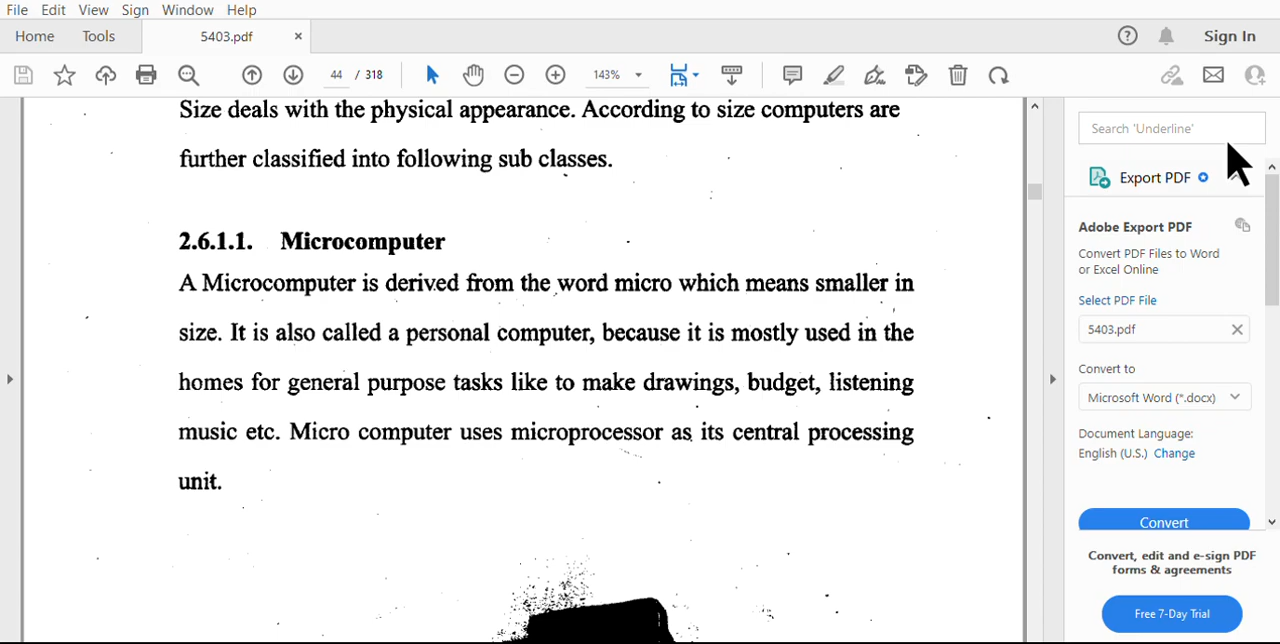 File Edit View Sign Window Help
Home Tools 5403.pdf × ? Sign In
44 / 318 143%
Size deals with the physical appearance. According to size computers are
further classified into following sub classes.
2.6.1.1. Microcomputer
A Microcomputer is derived from the word micro which means smaller in
size. It is also called a personal computer, because it is mostly used in the
homes for general purpose tasks like to make drawings, budget, listening
music etc. Micro computer uses microprocessor as its central processing
unit.
Search 'Underline'
Export PDF
Adobe Export PDF
Convert PDF Files to Word
or Excel Online
Select PDF File
5403.pdf
Convert to
Microsoft Word (*.docx)
Document Language:
English (U.S.) Change
Convert
Convert, edit and e-sign PDF
forms & agreements
Free 7-Day Trial